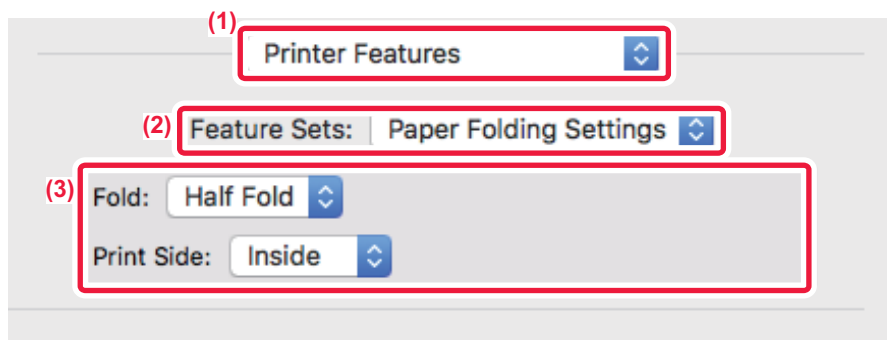 (1)
Printer Features
(2)
Feature Sets: Paper Folding Settings
(3)
Fold: Half Fold
Print Side: Inside